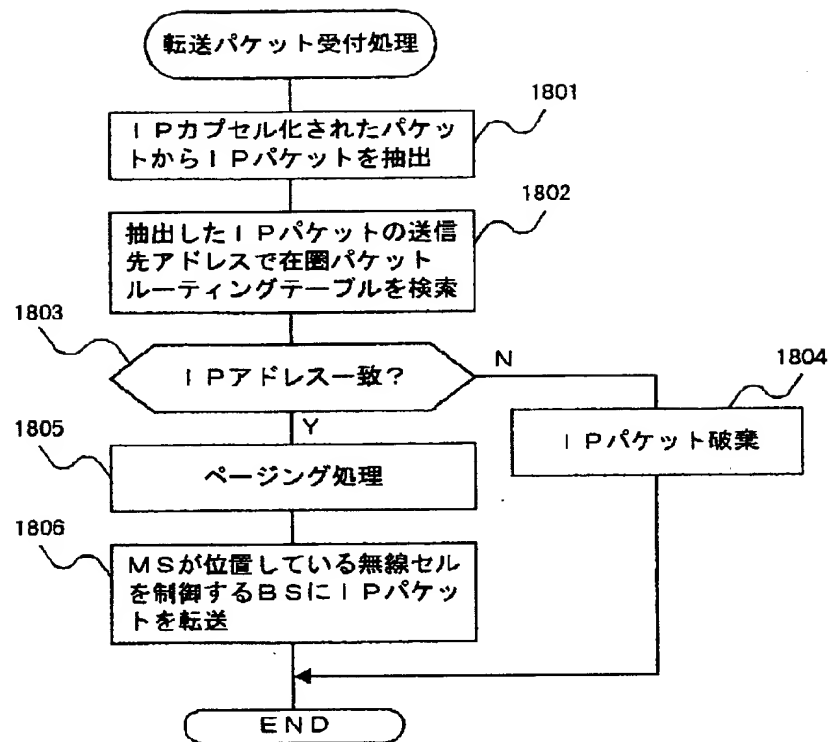 転送パケット受付処理
1801
IPカプセル化されたパケッ
トからIPパケットを抽出
1802
抽出したIPパケットの送信
先アドレスで在圏パケット
ルーティングテーブルを検索
1803
IPアドレス一致?
N
1804
Y
IPパケット破棄
1805
ページング処理
1806
MSが位置している無線セル
を制御するBSにIPパケッ
トを転送
END